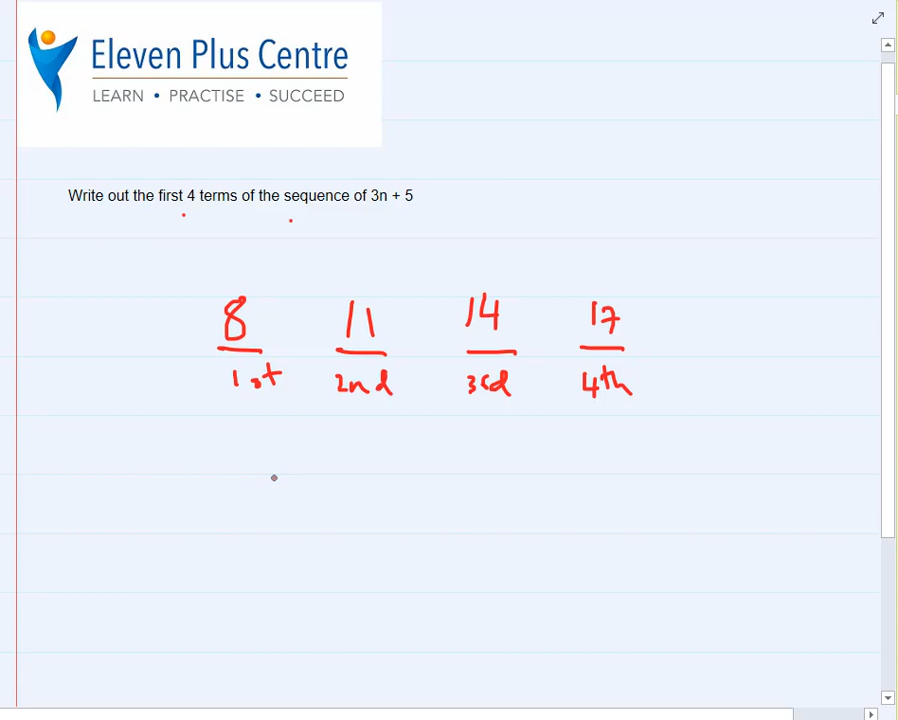 Eleven Plus Centre
LEARN • PRACTISE • SUCCEED
Write out the first 4 terms of the sequence of 3n + 5
8 11 14 17
1st 2nd 3rd 4th